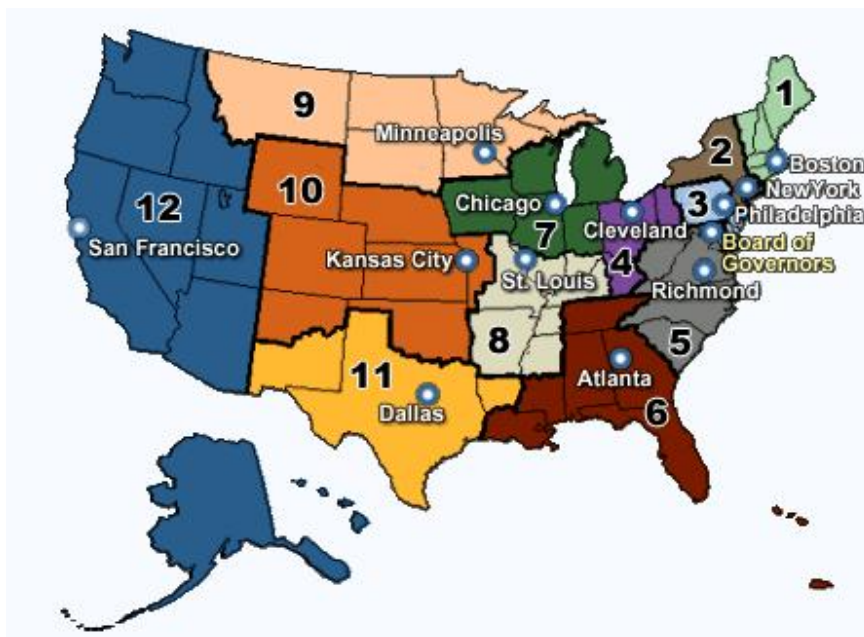 1
9
2
Minneapolis
Boston
10
NewYork
3
Philadelphia
12
Chicago
Cleveland
Board of
Governors
7
San Francisco
Kansas City
4
St. Louis
Richmond
8
5
11
Atlanta
Dallas
6